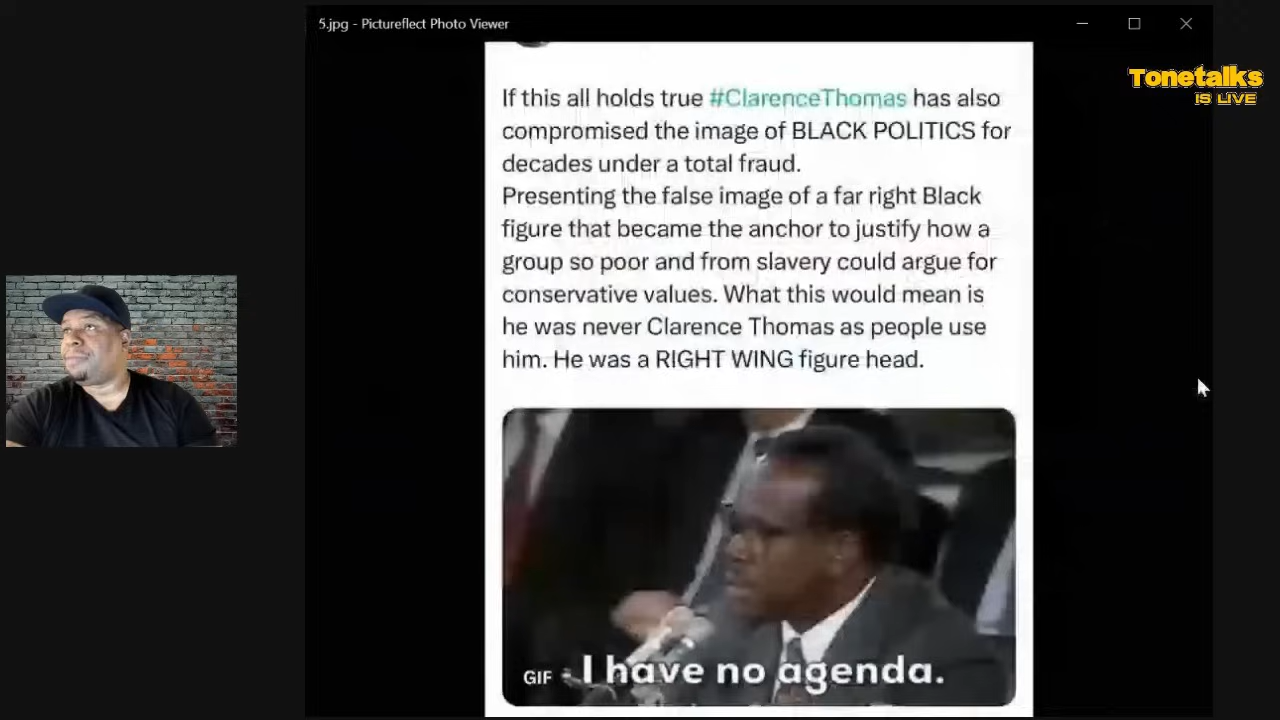 5.jpg - Pictureflect Photo Viewer
Tonetalks
IS LIVE
If this all holds true #ClarenceThomas has also
compromised the image of BLACK POLITICS for
decades under a total fraud.
Presenting the false image of a far right Black
figure that became the anchor to justify how a
group so poor and from slavery could argue for
conservative values. What this would mean is
he was never Clarence Thomas as people use
him. He was a RIGHT WING figure head.
GIF
I have no agenda.